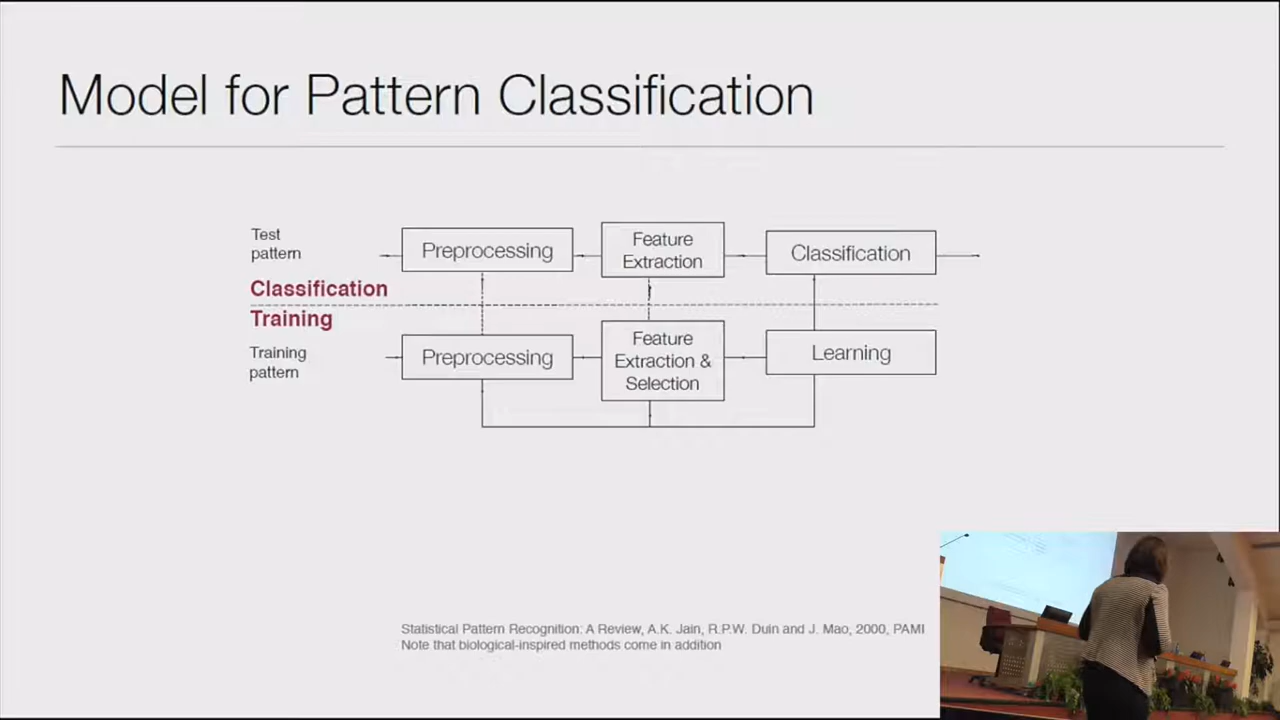 Model for Pattern Classification
Test
pattern
Preprocessing
Feature
Extraction
Classification
Classification
Training
Training
pattern
Preprocessing
Feature
Extraction &
Selection
Learning
Statistical Pattern Recognition: A Review, A.K. Jain, R.P.W. Duin and J. Mao, 2000, PAMI
Note that biological-inspired methods come in addition